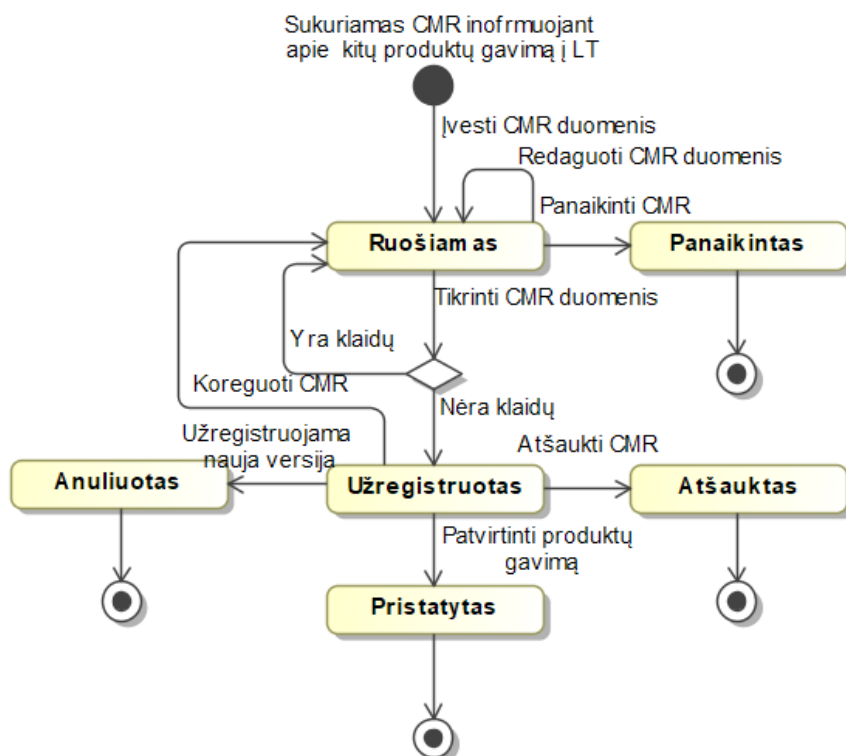 Sukuriamas CMR inofrmuojant
apie kitų produktų gavimą į LT
Įvesti CMR duomenis
Redaguoti CMR duomenis
Panaikinti CMR
Ruošiamas
Panaikintas
Tikrinti CMR duomenis
Yra klaidų
Koreguoti CMR
Nėra klaidų
Užregistruojama
nauja versija
Atšaukti CMR
Anuliuotas
Užregistruotas
Atšauktas
Patvirtinti produktų
gavimą
Pristatytas